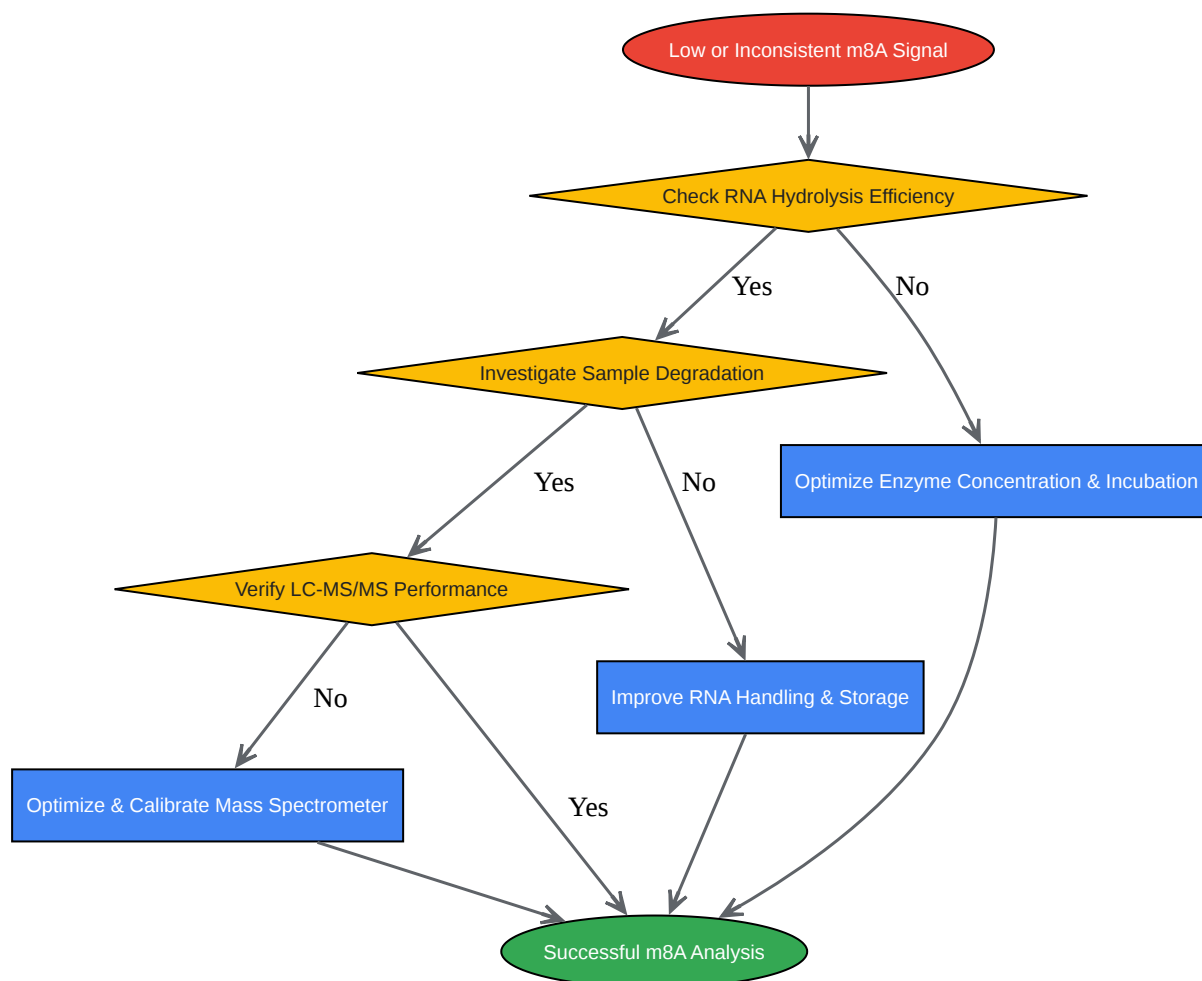 Low or Inconsistent m8A Signal
Check RNA Hydrolysis Efficiency
Yes
No
Investigate Sample Degradation
Yes
No
Optimize Enzyme Concentration & Incubation
Verify LC-MS/MS Performance
No
Improve RNA Handling & Storage
Optimize & Calibrate Mass Spectrometer
Yes
Successful m8A Analysis